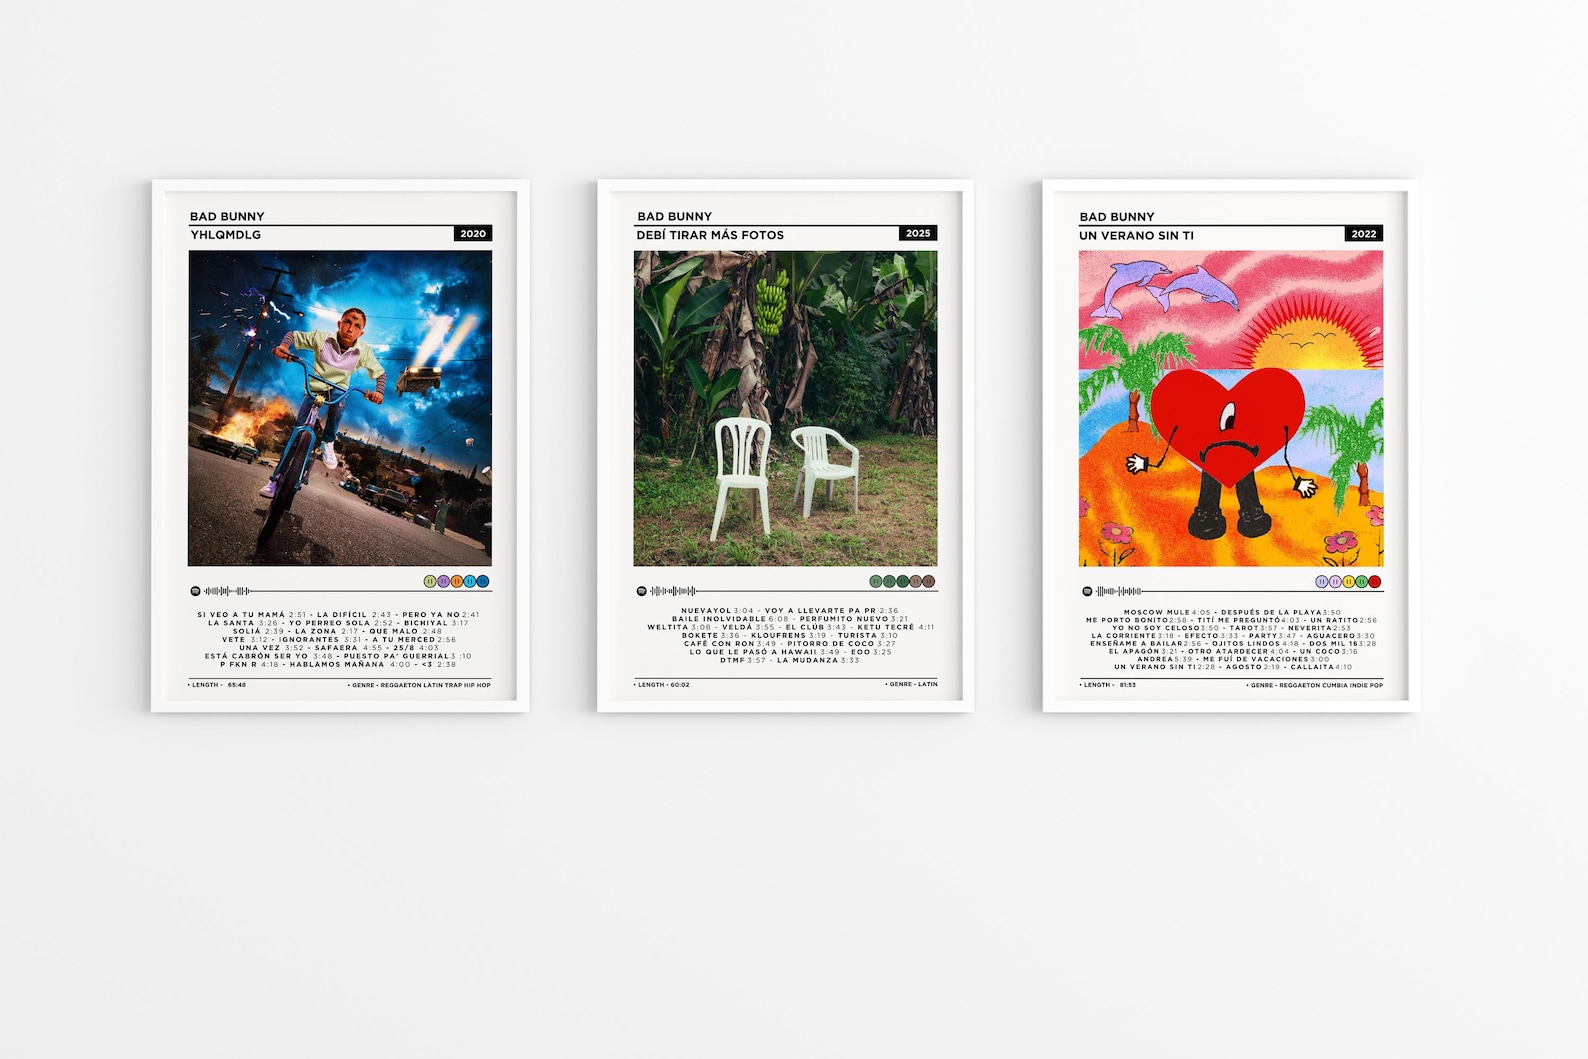 BAD BUNNY
YHLQMDLG
2020
SI VEO A TU MAMÁ 2:51 - LA DIFÍCIL 2:43 - PERO YA NO 2:41
LA SANTA 3:26 - YO PERREO SOLA 2:52 - BICHIYAL 3:17
SOLIÁ 2:39 - LA ZONA 2:17 - QUE MALO 2:48
VETE 3:12 - IGNORANTES 3:31 - A TU MERCED 2:56
UNA VEZ 3:52 - SAFAERA 4:55 - 25/8 4:03
ESTÁ CABRÓN SER YO 3:48 - PUESTO PA' GUERRIAL 3:10
P FKN R 4:18 - HABLAMOS MAÑANA 4:00 - <3 2:38
• LENGTH - 65:48
• GENRE - REGGAETON LATIN TRAP HIP HOP
BAD BUNNY
DEBÍ TIRAR MÁS FOTOS
2025
NUEVAYOL 3:04 - VOY A LLEVARTE PA PR 2:36
BAILE INOLVIDABLE 6:08 - PERFUMITO NUEVO 3:21
WELTITA 3:08 - VELDÁ 3:55 - EL CLÚB 3:43 - KETU TECRÉ 4:11
BOKETE 3:36 - KLOUFRENS 3:19 - TURISTA 3:10
CAFÉ CON RON 3:49 - PITORRO DE COCO 3:27
LO QUE LE PASÓ A HAWAII 3:49 - EOO 3:25
DTMF 3:57 - LA MUDANZA 3:33
• LENGTH - 60:02
• GENRE - LATIN
BAD BUNNY
UN VERANO SIN TI
2022
MOSCOW MULE 4:05 - DESPUÉS DE LA PLAYA 3:50
ME PORTO BONITO 2:58 - TITÍ ME PREGUNTÓ 4:03 - UN RATITO 2:56
YO NO SOY CELOSO 3:50 - TAROT 3:57 - NEVERITA 2:53
LA CORRIENTE 3:18 - EFECTO 3:33 - PARTY 3:47 - AGUACERO 3:30
ENSEÑAME A BAILAR 2:56 - OJITOS LINDOS 4:18 - DOS MIL 16 3:28
EL APAGÓN 3:21 - OTRO ATARDECER 4:04 - UN COCO 3:16
ANDREA 5:39 - ME FUÍ DE VACACIONES 3:00
UN VERANO SIN TI 2:28 - AGOSTO 2:19 - CALLAITA 4:10
• LENGTH - 81:53
• GENRE - REGGAETON CUMBIA INDIE POP